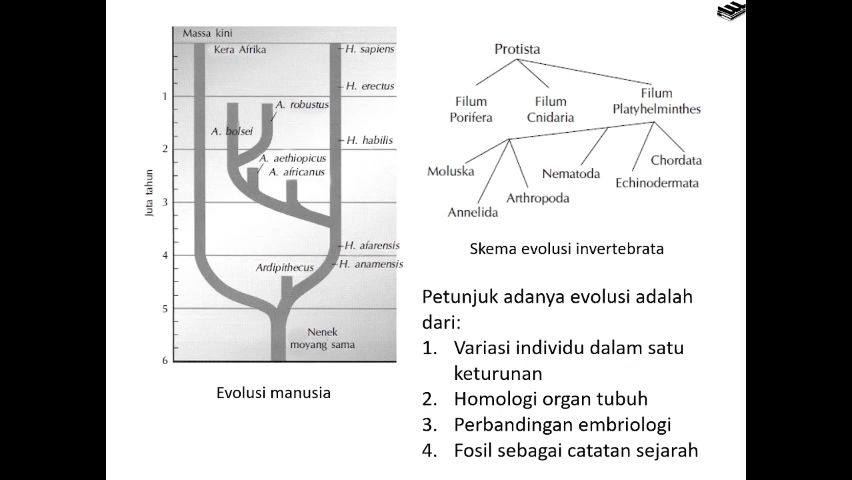 Massa kini
Kera Afrika
H. sapiens
H. erectus
1
A. robustus
A. bolsei
H. habilis
2
A. aethiopicus
A. africanus
Juta tahun
3
H. afarensis
4
H. anamensis
Ardipithecus
5
Nenek
moyang sama
6
Evolusi manusia
Protista
Filum
Porifera
Filum
Cnidaria
Filum
Platyhelminthes
Moluska
Annelida
Arthropoda
Nematoda
Echinodermata
Chordata
Skema evolusi invertebrata
Petunjuk adanya evolusi adalah
dari:
1. Variasi individu dalam satu
keturunan
2. Homologi organ tubuh
3. Perbandingan embriologi
4. Fosil sebagai catatan sejarah